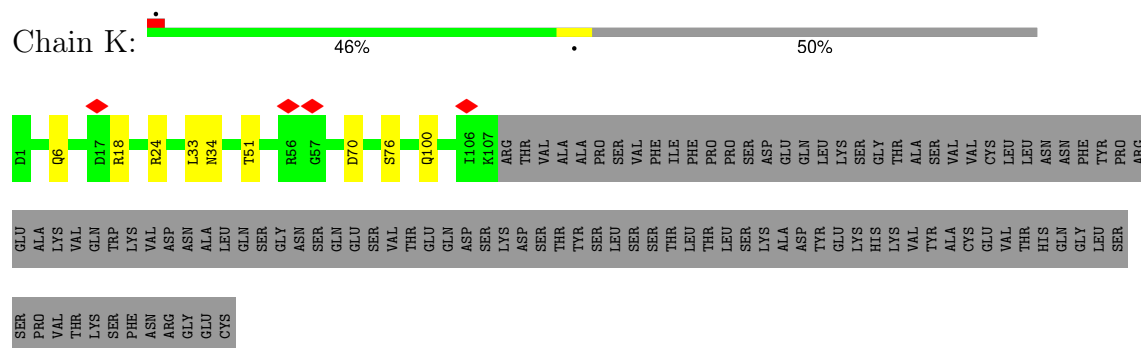 Chain K:
46% • 50%
D1 Q6 D17 R18 R24 L33 N34 T51 R56 G57 D70 S76 Q100 I106 K107 ARG THR VAL ALA ALA PRO SER VAL PHE ILE PHE PRO PRO SER ASP GLU GLN LEU LYS SER GLY THR ALA SER VAL VAL CYS LEU LEU ASN ASN PHE TYR PRO ARG
GLU ALA LYS VAL GLN TRP LYS VAL ASP ASN ALA LEU GLN SER GLY ASN SER GLN GLU SER VAL THR GLU GLN ASP SER LYS ASP SER THR TYR SER LEU SER SER THR LEU THR LEU SER LYS ALA ASP TYR GLU LYS HIS LYS VAL TYR ALA CYS GLU VAL THR HIS GLN GLY LEU SER
SER PRO VAL THR LYS SER PHE ASN ARG GLY GLU CYS